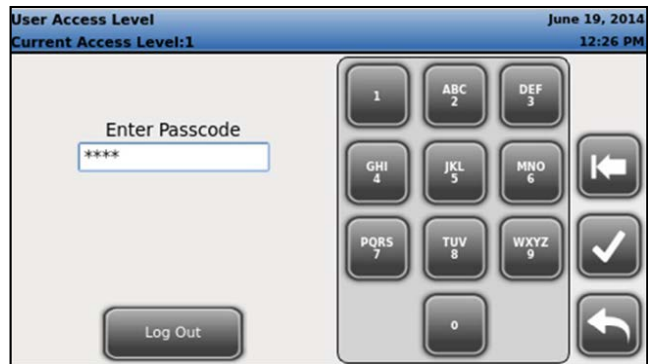 User Access Level June 19, 2014
Current Access Level:1 12:26 PM
Enter Passcode
****
1
ABC
2
DEF
3
GHI
4
JKL
5
MNO
6
PQRS
7
TUV
8
WXYZ
9
0
Log Out